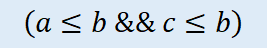 (a ≤ b && c ≤ b)